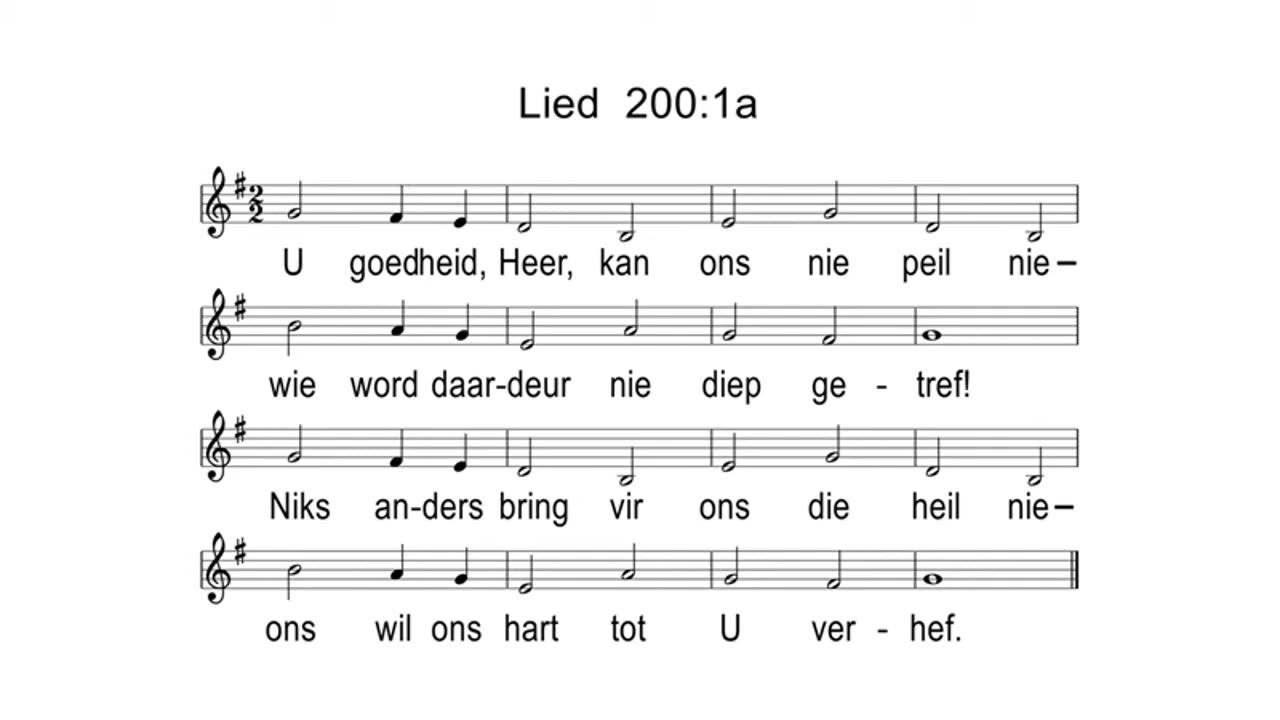 Lied 200:1a
U goedheid, Heer, kan ons nie peil nie–
wie word daar-deur nie diep ge - tref!
Niks an-ders bring vir ons die heil nie–
ons wil ons hart tot U ver - hef.